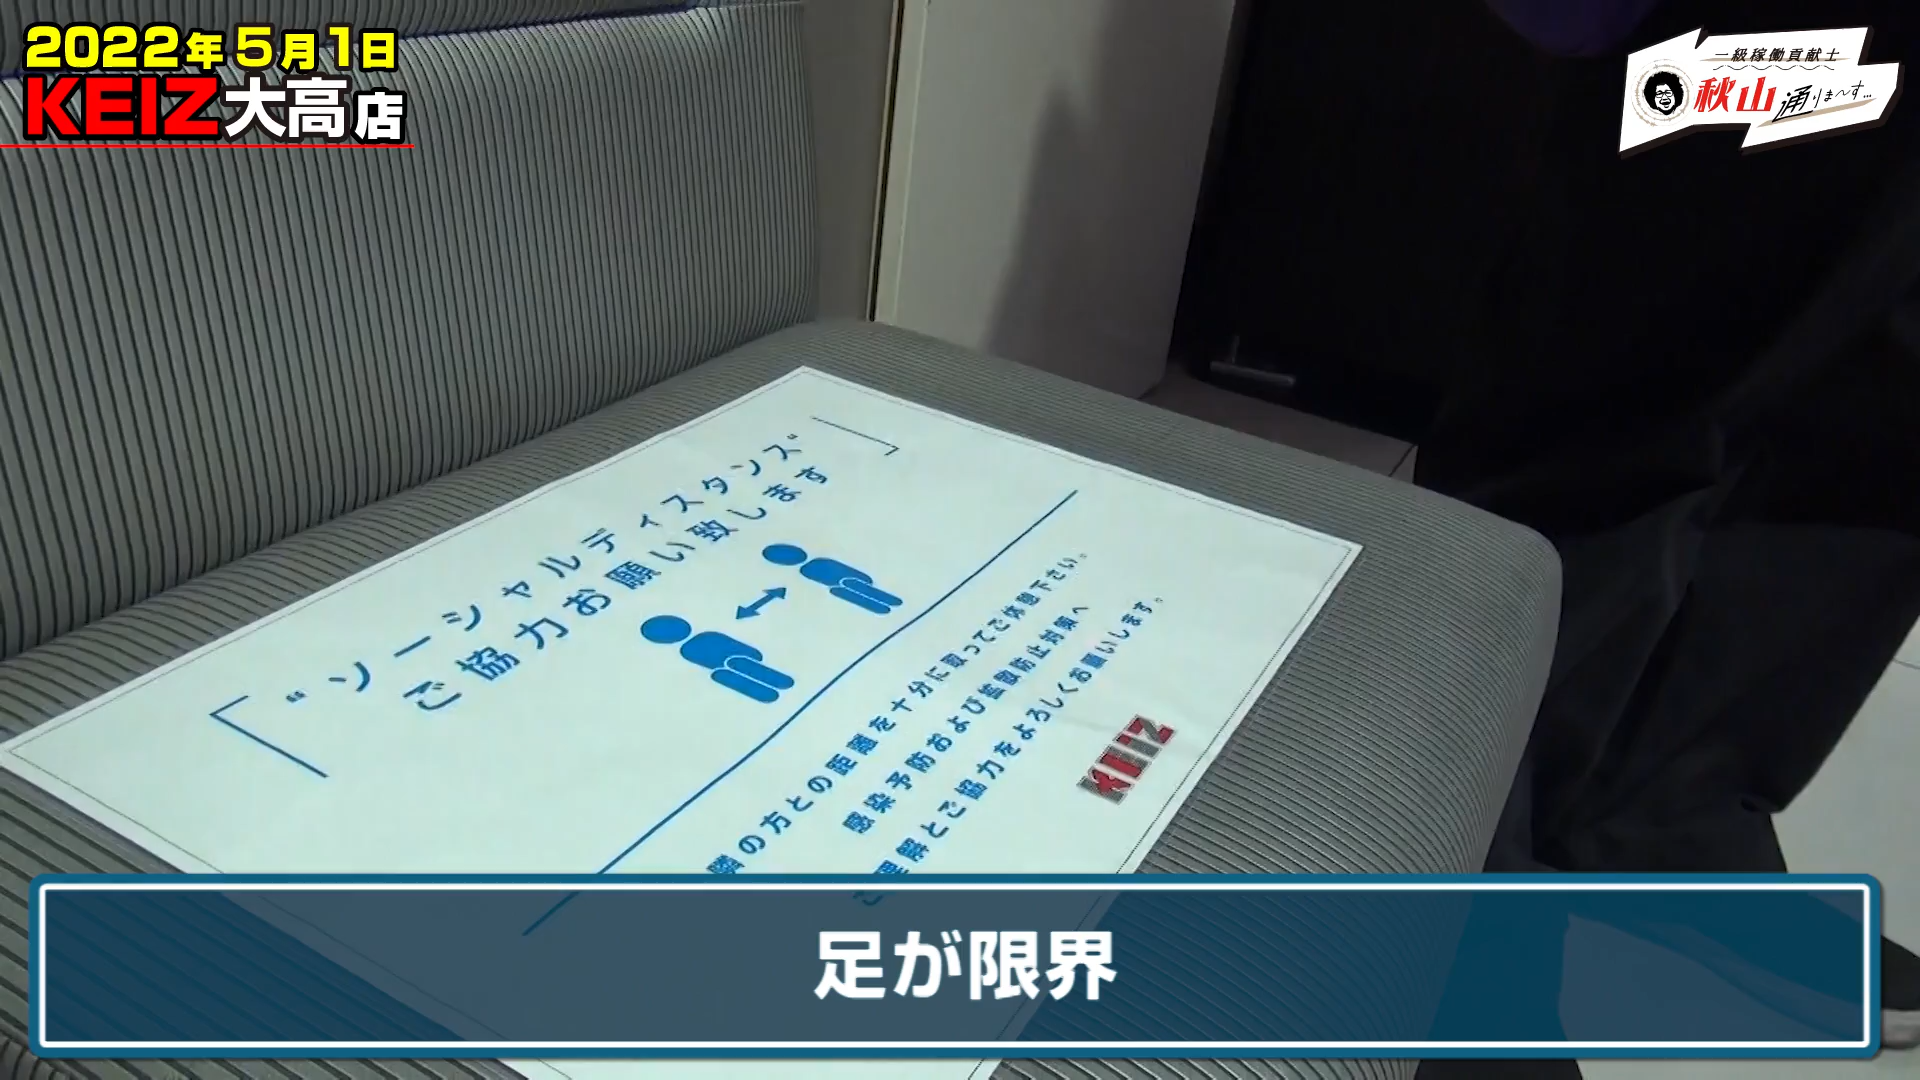 2022年5月1日
KEIZ大高店
一級稼働貢献士
秋山通りま〜す…
「“ソーシャルディスタンス“
ご協力お願い致します」
隣の方との距離を十分に取ってご休憩下さい。
感染予防および拡散防止対策へ
ご理解とご協力をよろしくお願いします。
KEIZ
足が限界